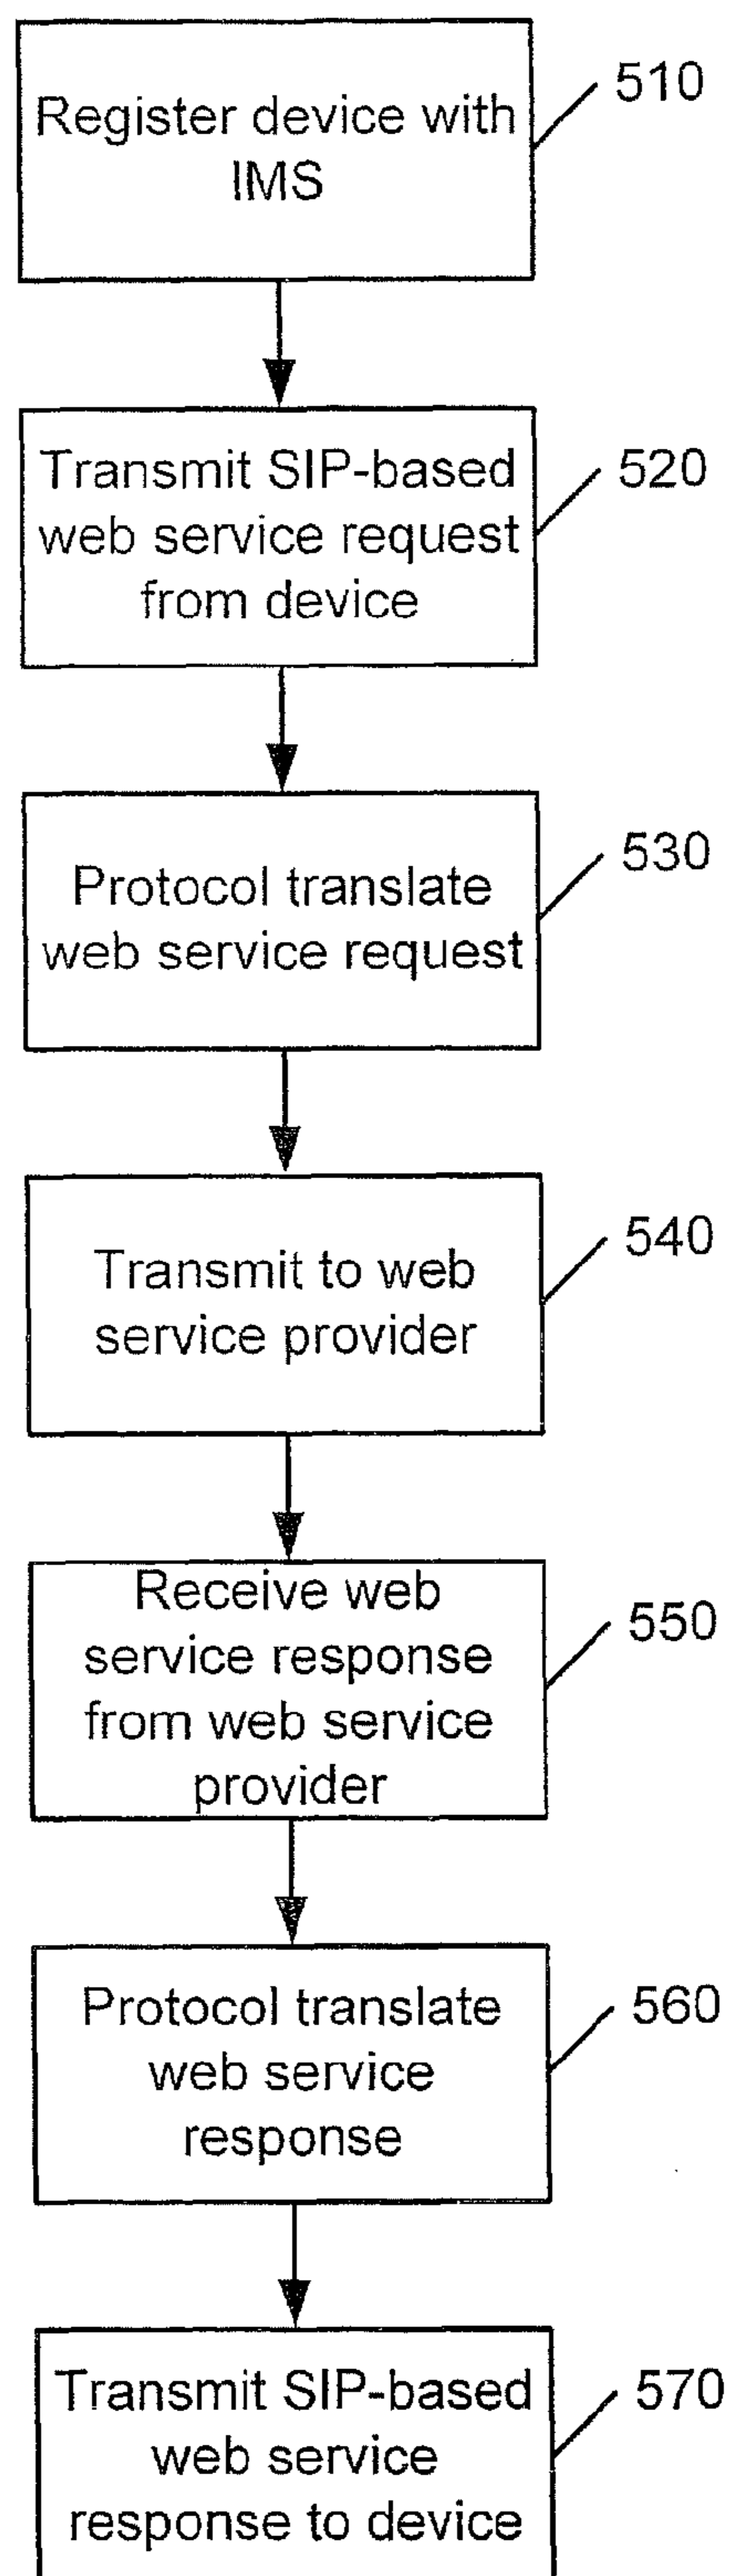 Register device with
IMS
510
Transmit SIP-based
web service request
from device
520
Protocol translate
web service request
530
Transmit to web
service provider
540
Receive web
service response
from web service
provider
550
Protocol translate
web service
response
560
Transmit SIP-based
web service
response to device
570